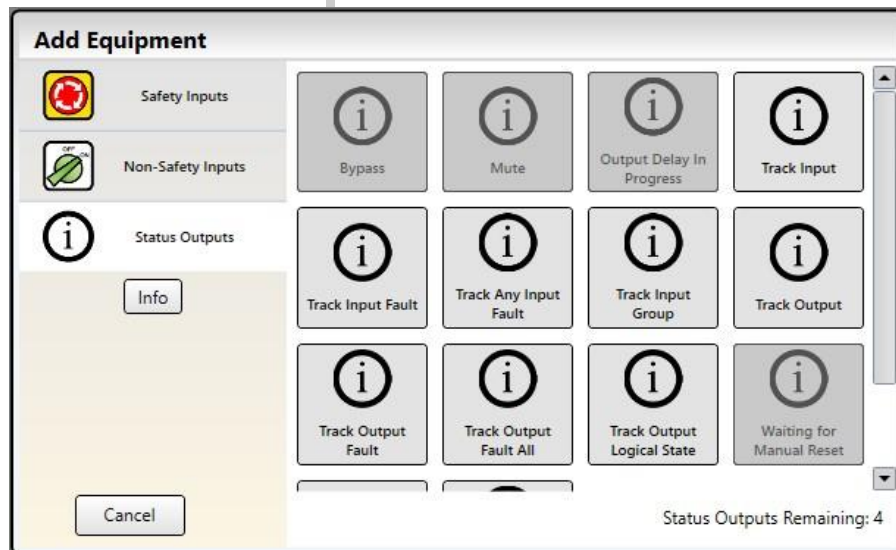 Add Equipment
Safety Inputs
OFF
ON
Non-Safety Inputs
i
Status Outputs
Info
Cancel
i
Bypass
i
Mute
i
Output Delay In
Progress
i
Track Input
i
Track Input Fault
i
Track Any Input
Fault
i
Track Input
Group
i
Track Output
i
Track Output
Fault
i
Track Output
Fault All
i
Track Output
Logical State
i
Waiting for
Manual Reset
Status Outputs Remaining: 4